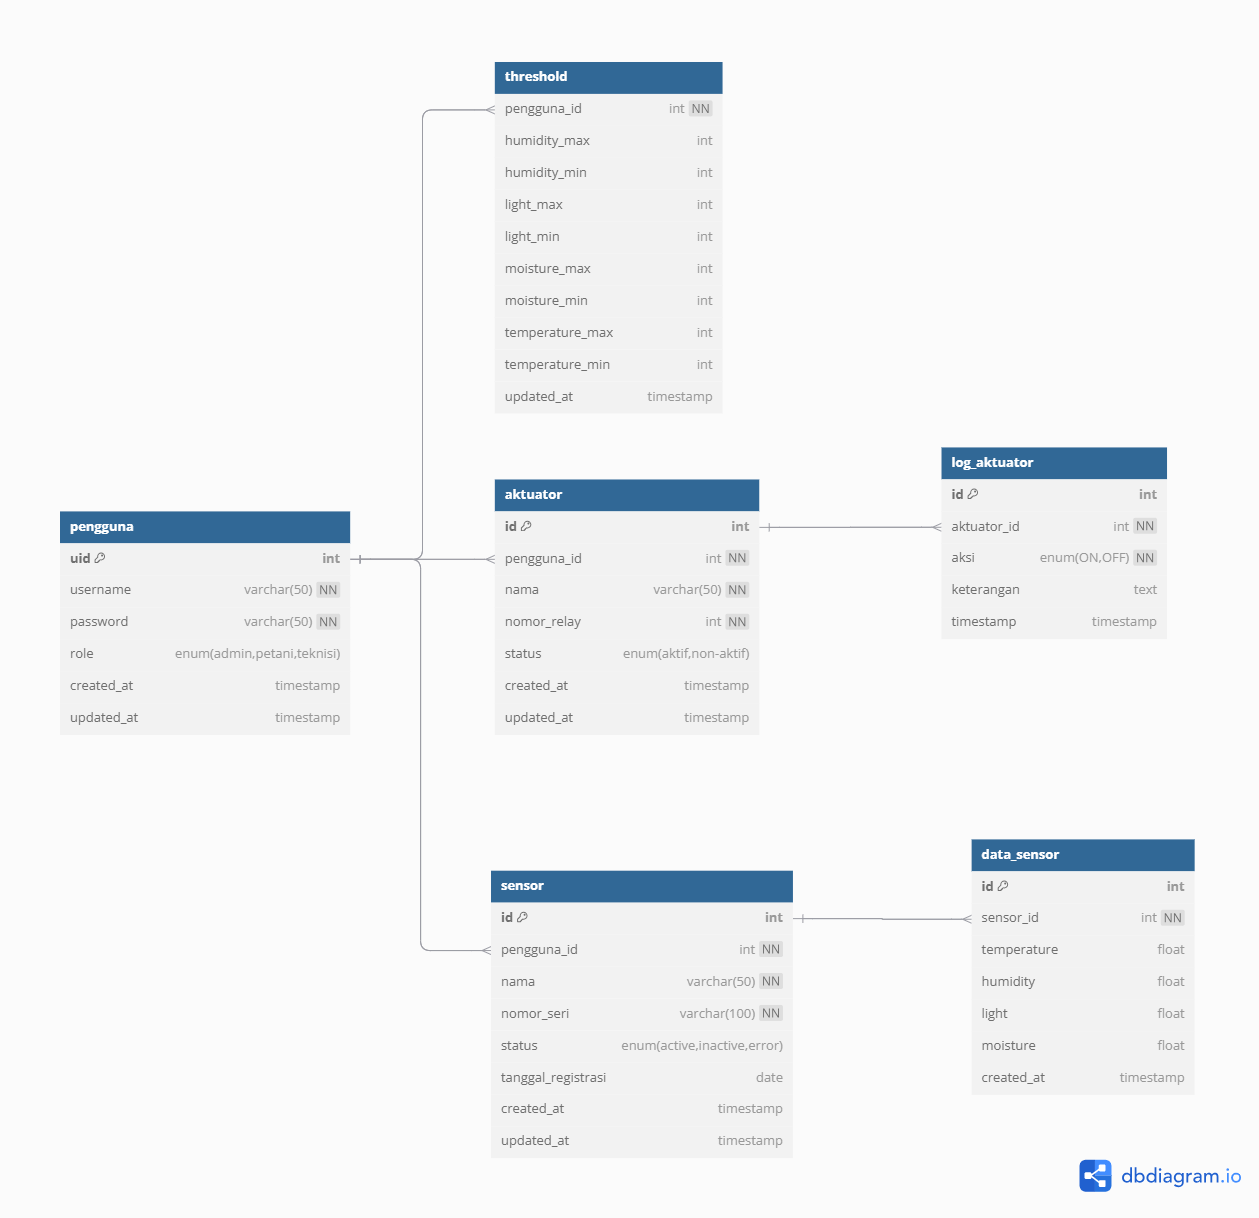 threshold
pengguna_id int NN
humidity_max int
humidity_min int
light_max int
light_min int
moisture_max int
moisture_min int
temperature_max int
temperature_min int
updated_at timestamp
pengguna
uid int
username varchar(50) NN
password varchar(50) NN
role enum(admin,petani,teknisi)
created_at timestamp
updated_at timestamp
aktuator
id int
pengguna_id int NN
nama varchar(50) NN
nomor_relay int NN
status enum(aktif,non-aktif)
created_at timestamp
updated_at timestamp
log_aktuator
id int
aktuator_id int NN
aksi enum(ON,OFF) NN
keterangan text
timestamp timestamp
sensor
id int
pengguna_id int NN
nama varchar(50) NN
nomor_seri varchar(100) NN
status enum(active,inactive,error)
tanggal_registrasi date
created_at timestamp
updated_at timestamp
data_sensor
id int
sensor_id int NN
temperature float
humidity float
light float
moisture float
created_at timestamp
dbdiagram.io